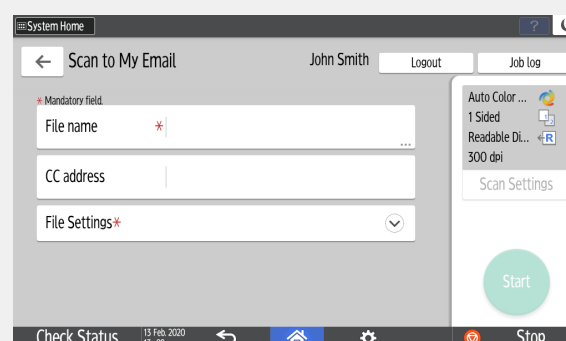 System Home
?
Scan to My Email
John Smith
Logout
Job log
* Mandatory field.
File name *
...
CC address
File Settings*
Auto Color ...
1 Sided
Readable Di...
R
300 dpi
Scan Settings
Start
Check Status
13 Feb. 2020
Stop